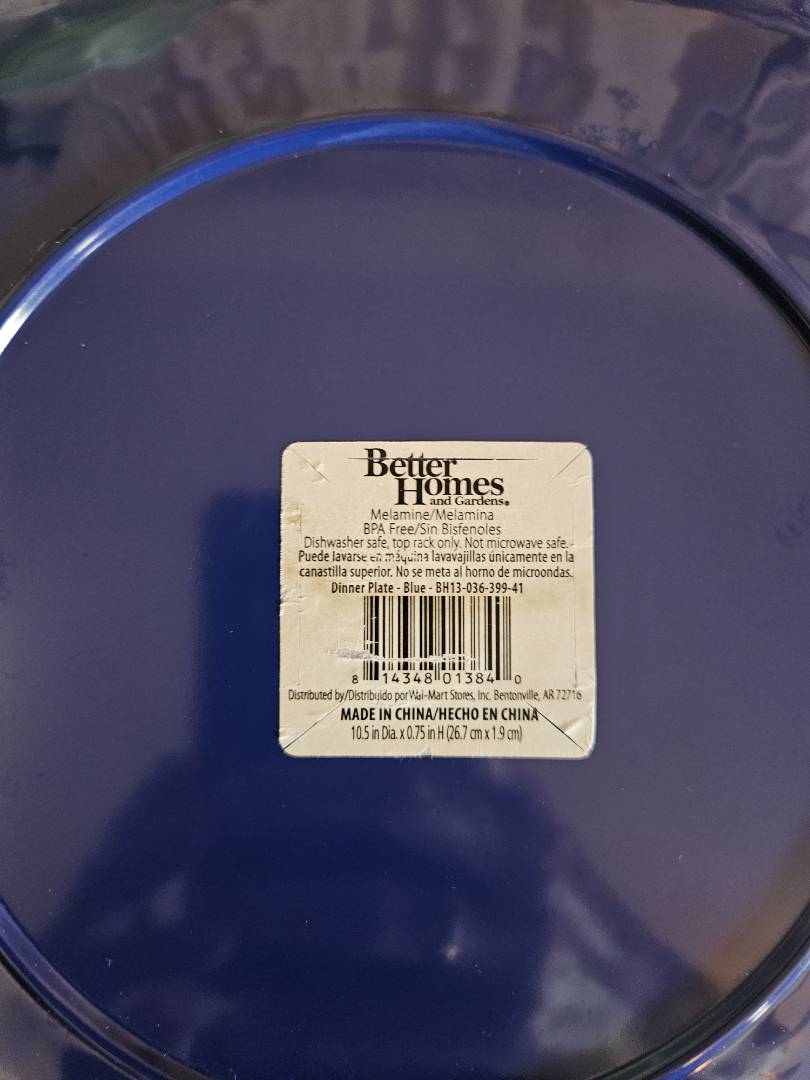 Better
Homes
and Gardens®
Melamine/Melamina
BPA Free/Sin Bisfenoles
Dishwasher safe, top rack only. Not microwave safe.
Puede lavarse en máquina lavavajillas únicamente en la
canastilla superior. No se meta al horno de microondas.
Dinner Plate - Blue - BH13-036-399-41
8 14348 01384 0
Distributed by/Distribuido por Wal-Mart Stores, Inc. Bentonville, AR 72716
MADE IN CHINA/HECHO EN CHINA
10.5 in Dia. x 0.75 in H (26.7 cm x 1.9 cm)